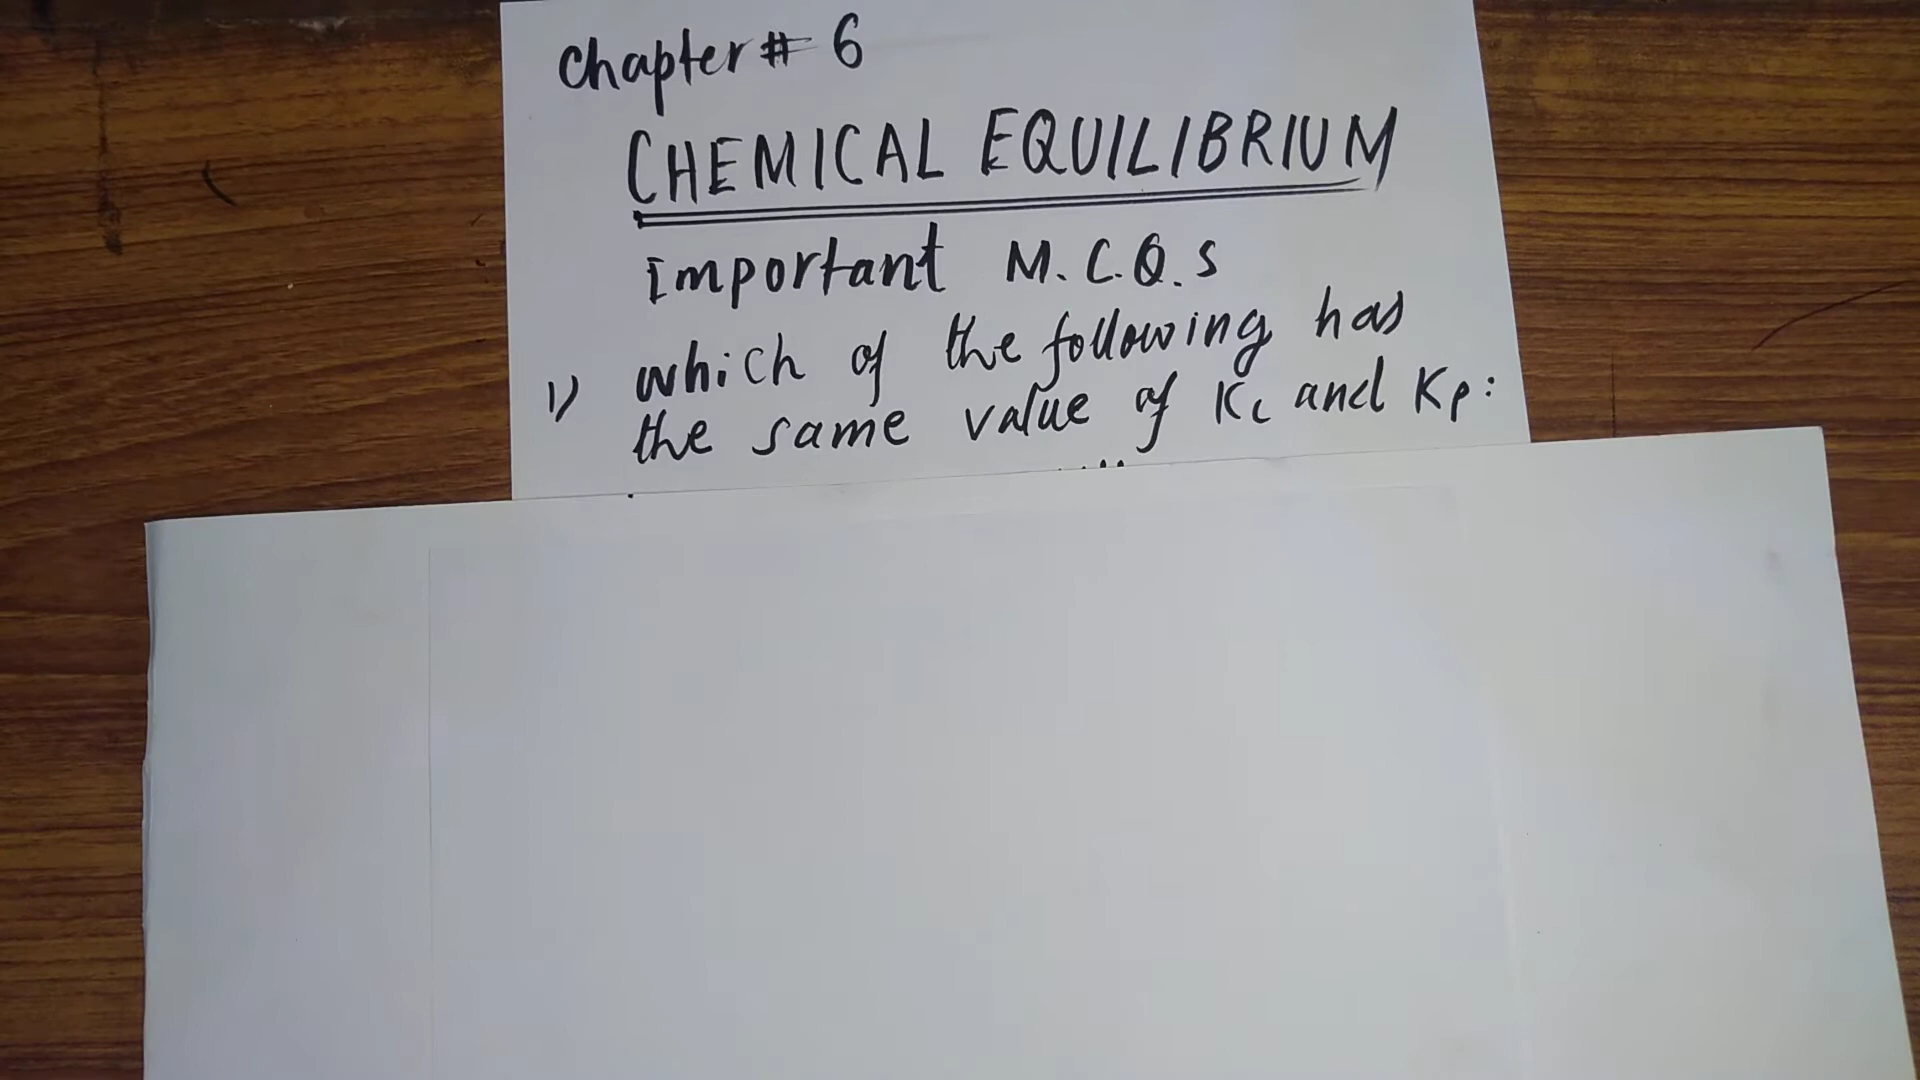 Chapter # 6
CHEMICAL EQUILIBRIUM
Important M.C.Q.s
1) which of the following has
the same value of Kc and Kp: